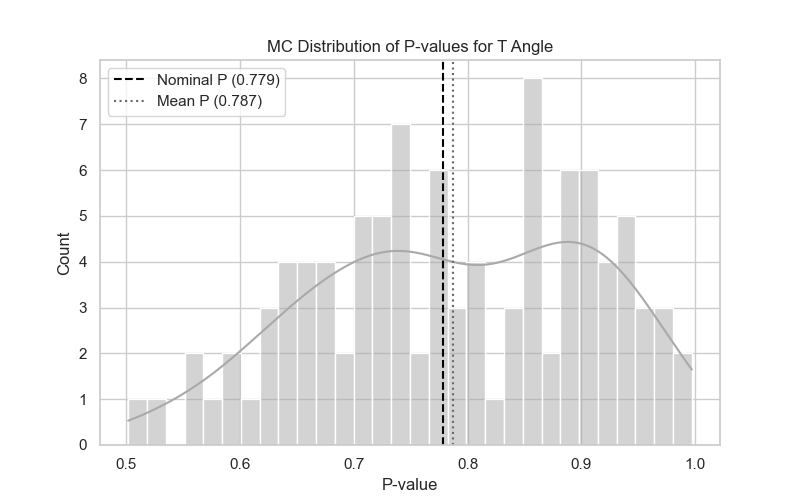 MC Distribution of P-values for T Angle
Nominal P (0.779)
Mean P (0.787)
8
7
6
5
4
3
2
1
0
Count
0.5 0.6 0.7 0.8 0.9 1.0
P-value